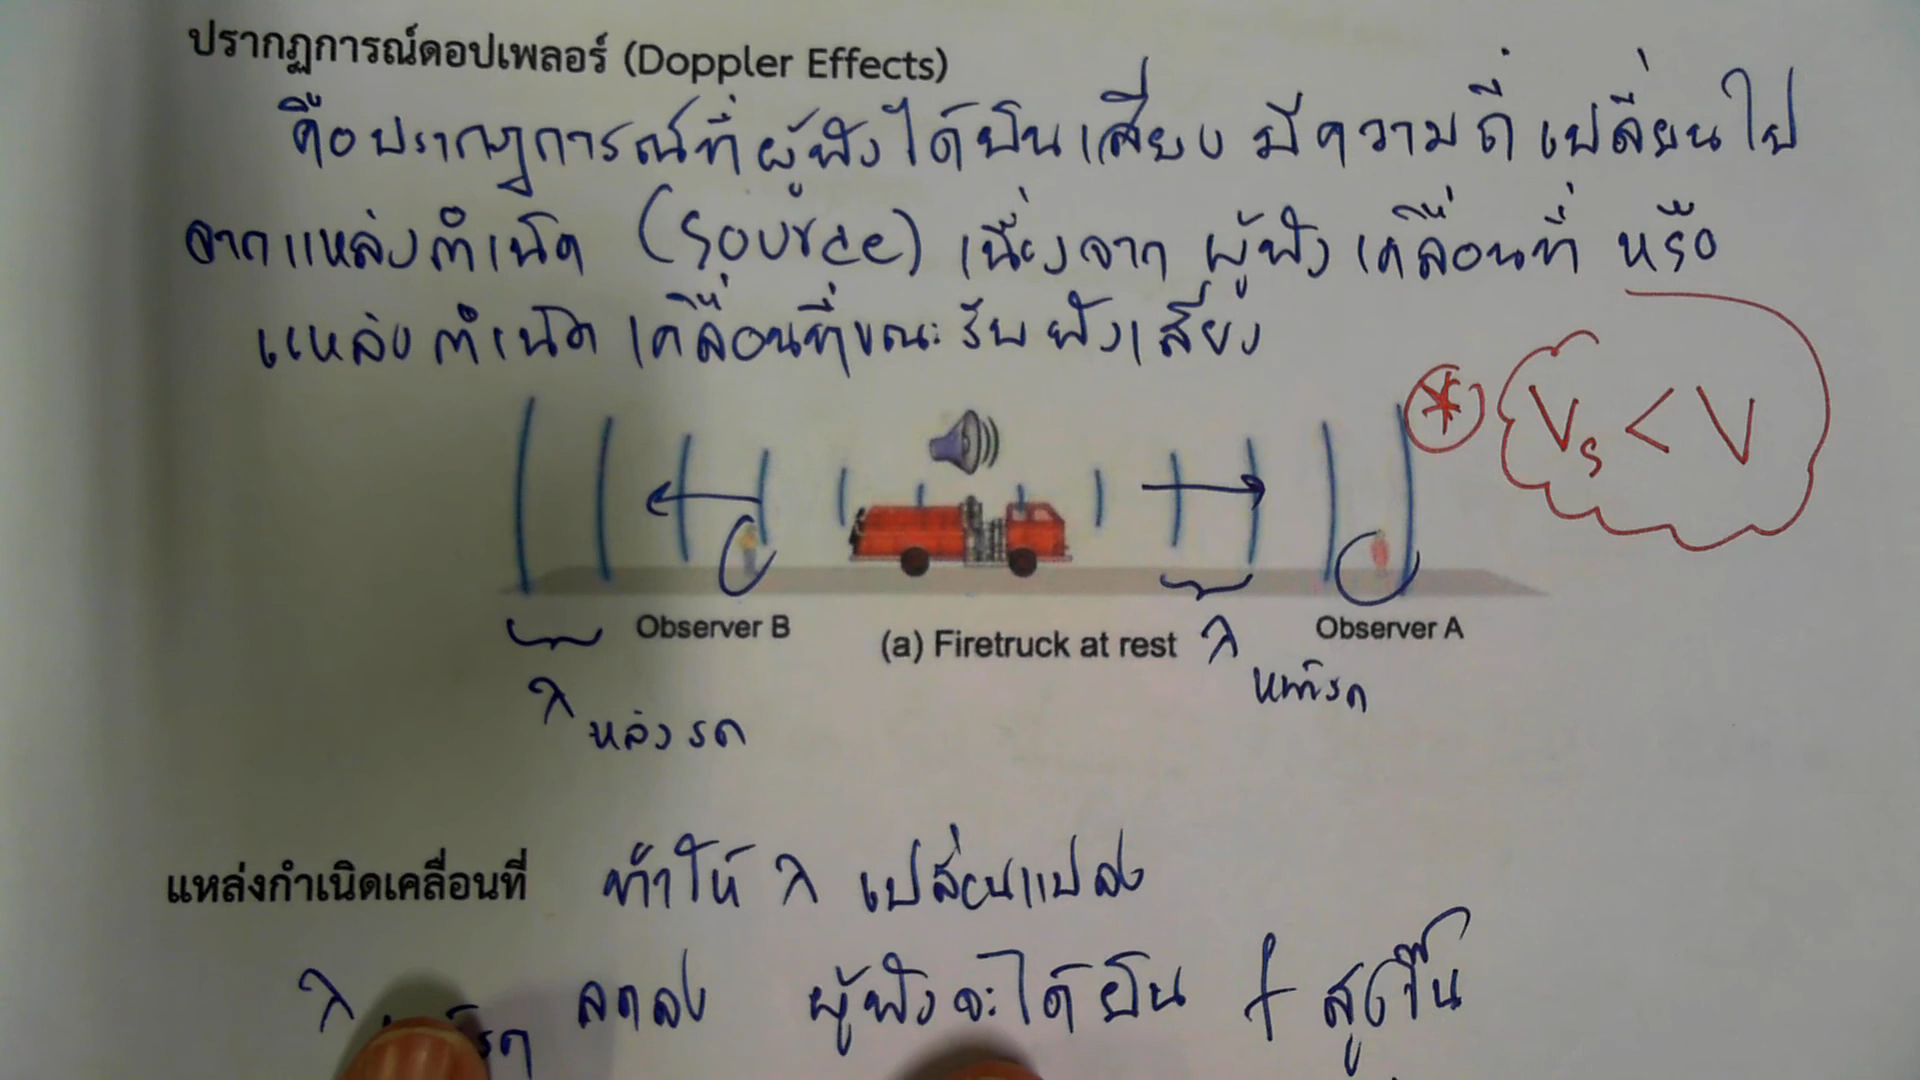 ปรากฏการณ์ดอปเพลอร์ (Doppler Effects)
คือปรากฏการณ์ที่ผู้ฟังได้ยินเสียง มีความถี่ เปลี่ยนไป
จากแหล่งกำเนิด (source) เนื่องจาก ผู้ฟัง เคลื่อนที่ หรือ
แหล่งกำเนิด เคลื่อนที่ขณะรับฟังเสียง
* Vs < V
Observer B
(a) Firetruck at rest
λ หน้ารถ
Observer A
λ หลังรถ
แหล่งกำเนิดเคลื่อนที่ ทำให้ λ เปลี่ยนแปลง
λ ลดลง ผู้ฟังจะได้ยิน f สูงขึ้น